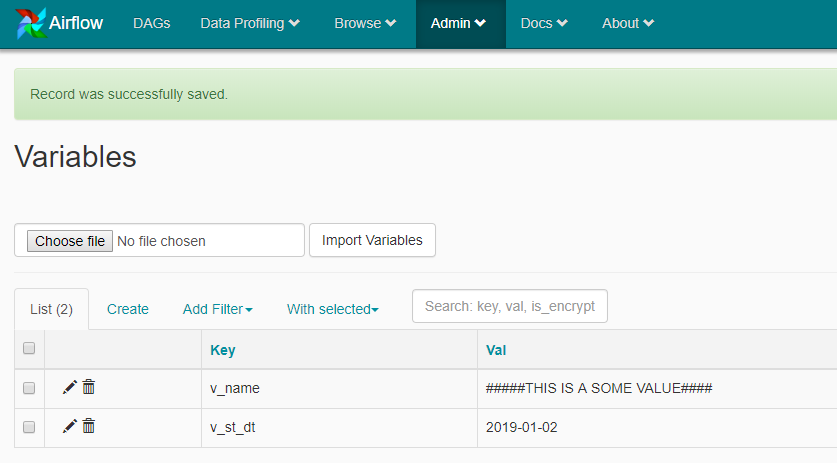 Airflow DAGs Data Profiling Browse Admin Docs About
Record was successfully saved.
Variables
Choose file No file chosen Import Variables
List (2) Create Add Filter With selected Search: key, val, is_encrypt
Key Val
v_name #####THIS IS A SOME VALUE####
v_st_dt 2019-01-02